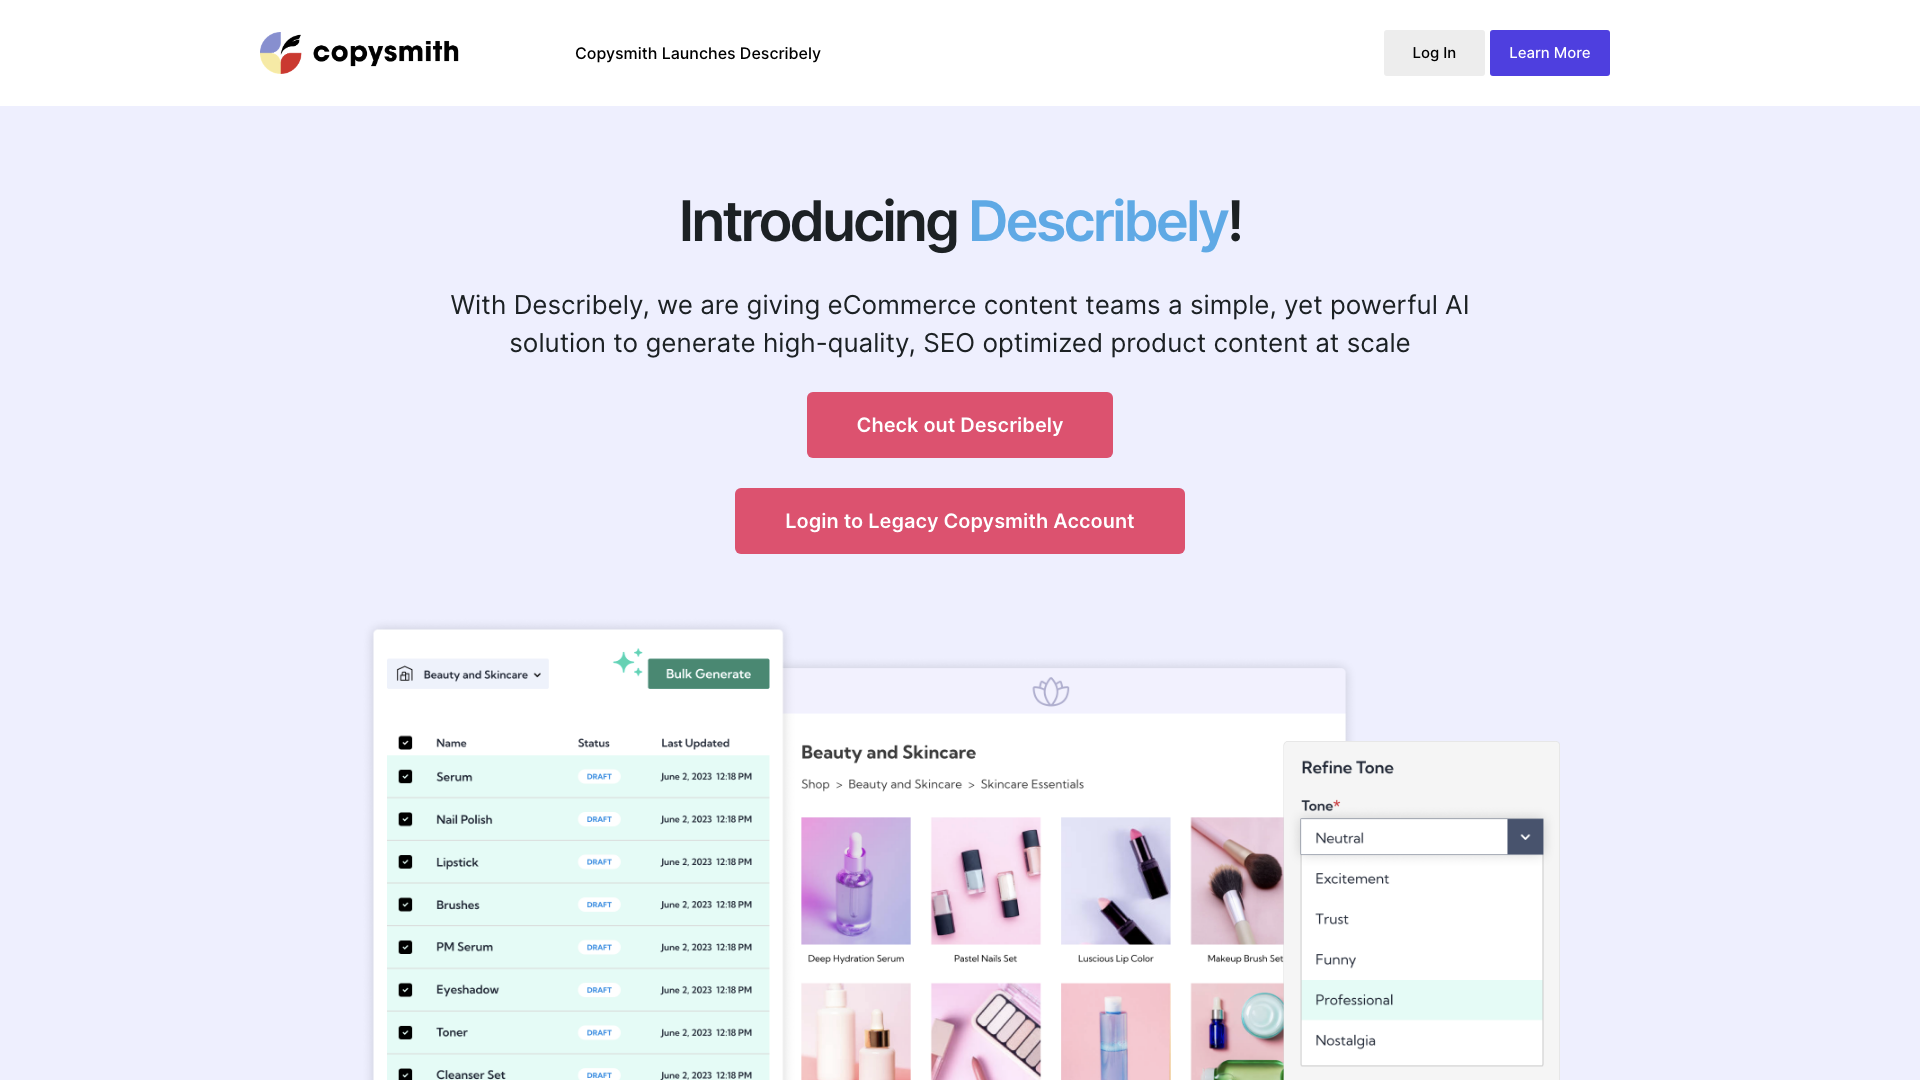 copysmith
Copysmith Launches Describely
Log In
Learn More
Introducing Describely!
With Describely, we are giving eCommerce content teams a simple, yet powerful AI
solution to generate high-quality, SEO optimized product content at scale
Check out Describely
Login to Legacy Copysmith Account
Beauty and Skincare
Bulk Generate
Name Status Last Updated
Serum DRAFT June 2, 2023 12:18 PM
Nail Polish DRAFT June 2, 2023 12:18 PM
Lipstick DRAFT June 2, 2023 12:18 PM
Brushes DRAFT June 2, 2023 12:18 PM
PM Serum DRAFT June 2, 2023 12:18 PM
Eyeshadow DRAFT June 2, 2023 12:18 PM
Toner DRAFT June 2, 2023 12:18 PM
Cleanser Set DRAFT June 2, 2023 12:18 PM
Beauty and Skincare
Shop > Beauty and Skincare > Skincare Essentials
Deep Hydration Serum
Pastel Nails Set
Luscious Lip Color
Makeup Brush Set
Refine Tone
Tone*
Neutral
Excitement
Trust
Funny
Professional
Nostalgia